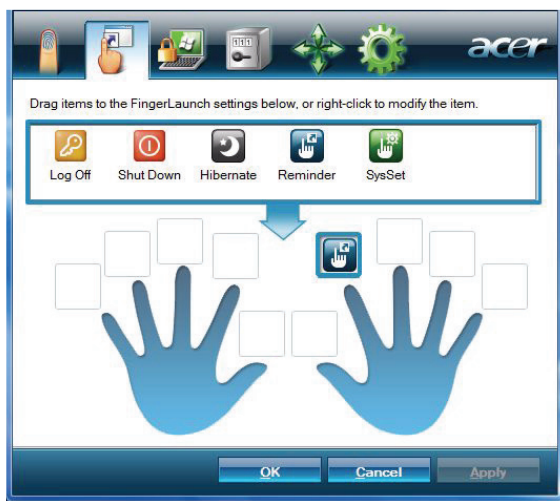 acer
Drag items to the FingerLaunch settings below, or right-click to modify the item.
Log Off Shut Down Hibernate Reminder SysSet
OK Cancel Apply